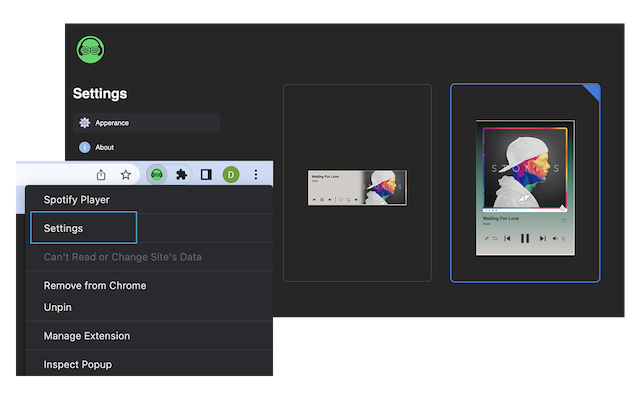 Settings
Apperance
About
Waiting For Love
Avicii
STORIES
Waiting For Love
Avicii
D
Spotify Player
Settings
Can't Read or Change Site's Data
Remove from Chrome
Unpin
Manage Extension
Inspect Popup